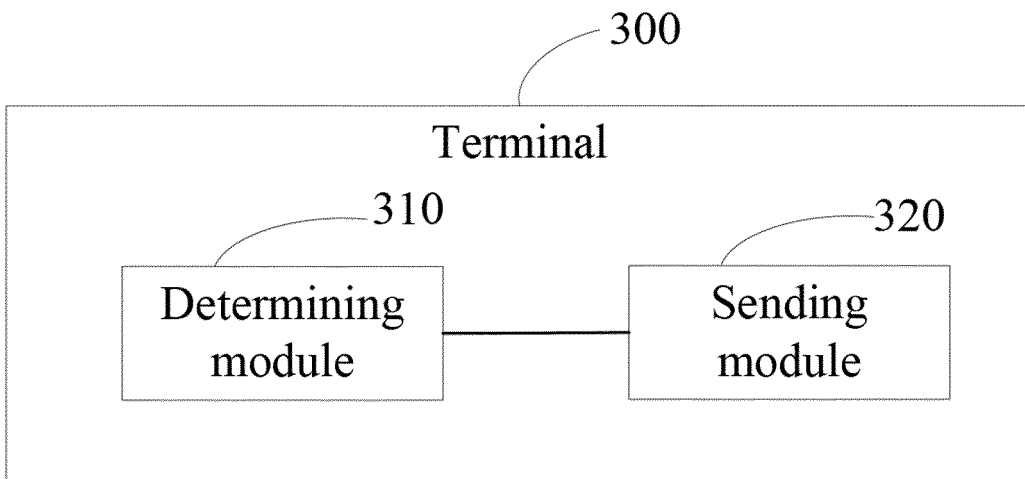 300
Terminal
310
320
Determining
module
Sending
module